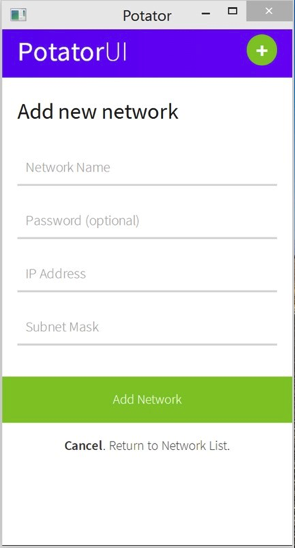 Potator
PotatorUI
Add new network
Network Name
Password (optional)
IP Address
Subnet Mask
Add Network
Cancel. Return to Network List.